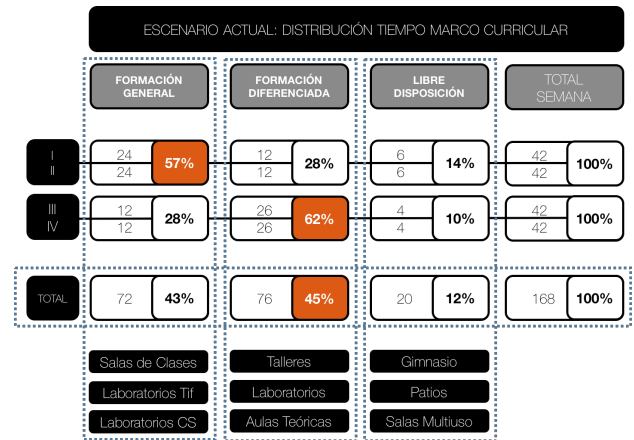 ESCENARIO ACTUAL: DISTRIBUCIÓN TIEMPO MARCO CURRICULAR
FORMACIÓN GENERAL
FORMACIÓN DIFERENCIADA
LIBRE DISPOSICIÓN
TOTAL SEMANA
I 24 12 6 42
57% 28% 14% 100%
II 24 12 6 42
III 12 26 4 42
28% 62% 10% 100%
IV 12 26 4 42
TOTAL 72 43% 76 45% 20 12% 168 100%
Salas de Clases Talleres Gimnasio
Laboratorios Tif Laboratorios Patios
Laboratorios CS Aulas Teóricas Salas Multiuso